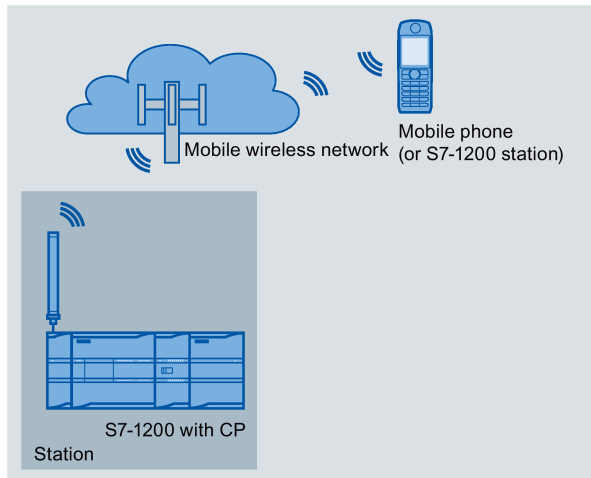 Mobile phone
(or S7-1200 station)
Mobile wireless network
S7-1200 with CP
Station